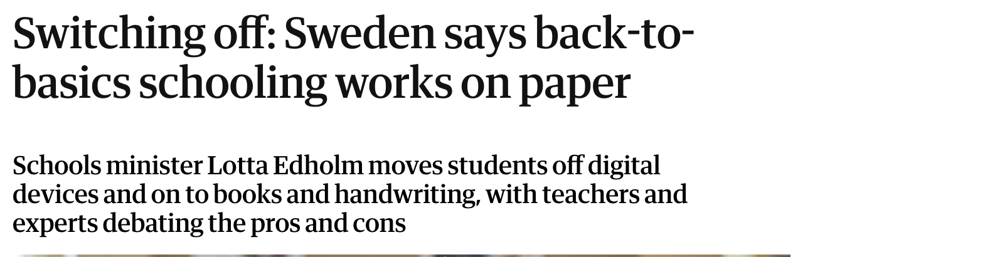 Switching off: Sweden says back-to-
basics schooling works on paper
Schools minister Lotta Edholm moves students off digital
devices and on to books and handwriting, with teachers and
experts debating the pros and cons